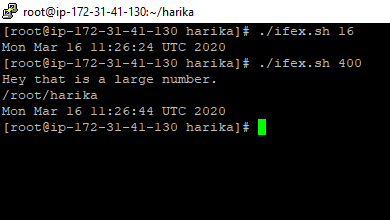 root@ip-172-31-41-130:~/harika
[root@ip-172-31-41-130 harika]# ./ifex.sh 16
Mon Mar 16 11:26:24 UTC 2020
[root@ip-172-31-41-130 harika]# ./ifex.sh 400
Hey that is a large number.
/root/harika
Mon Mar 16 11:26:44 UTC 2020
[root@ip-172-31-41-130 harika]#